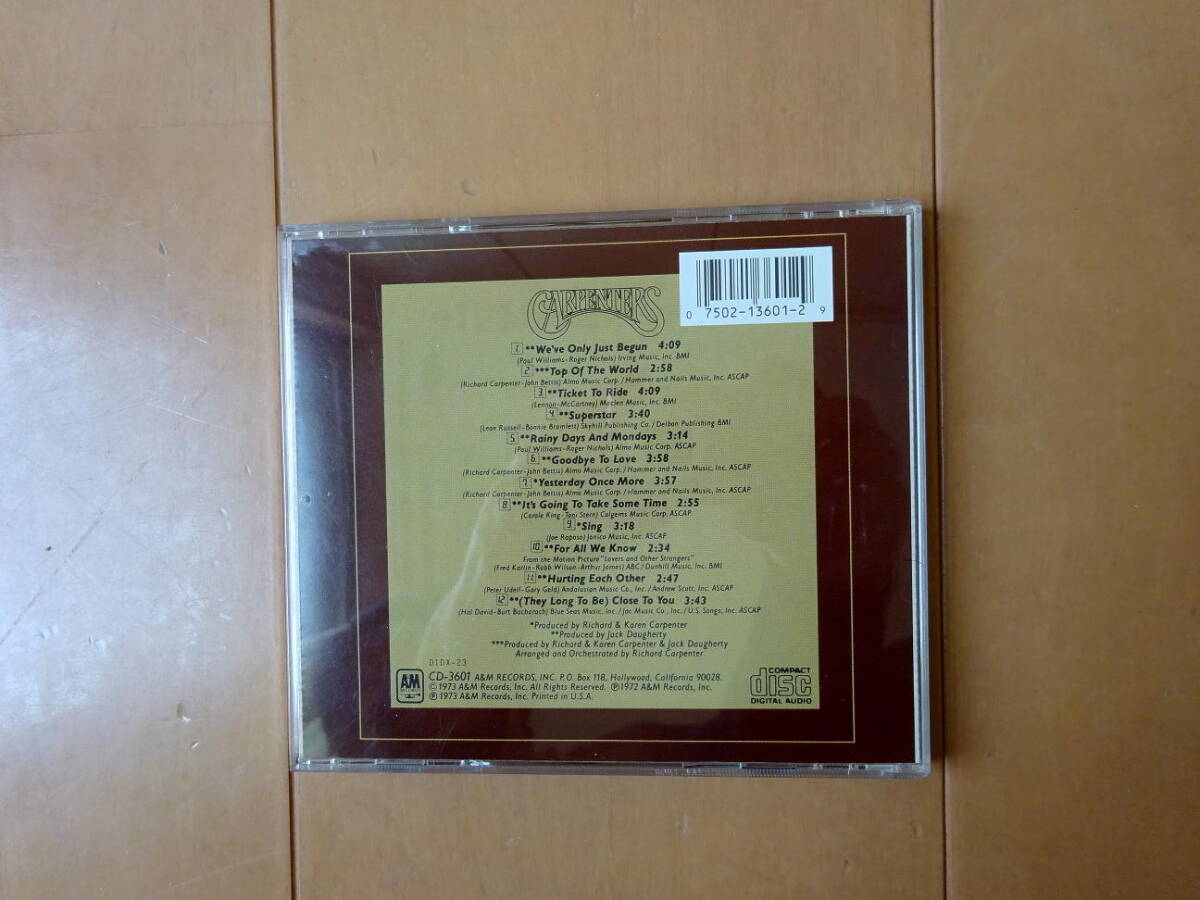 CARPENTERS
0 7502-13601-2 9
1 **We've Only Just Begun 4:09
(Paul Williams-Roger Nichols) Irving Music, Inc. BMI
2. ***Top Of The World 2:58
(Richard Carpenter-John Bettis) Almo Music Corp./Hammer and Nails Music, Inc. ASCAP
3. **Ticket To Ride 4:09
(Lennon-McCartney) Maclen Music, Inc. BMI
4. **Superstar 3:40
(Leon Russell-Bonnie Bramlett) Skyhill Publishing Co./Delbon Publishing BMI
5. **Rainy Days And Mondays 3:14
(Paul Williams-Roger Nichols) Almo Music Corp. ASCAP
6. **Goodbye To Love 3:58
(Richard Carpenter-John Bettis) Almo Music Corp./Hammer and Nails Music, Inc. ASCAP
7. *Yesterday Once More 3:57
(Richard Carpenter-John Bettis) Almo Music Corp./Hammer and Nails Music, Inc. ASCAP
8. **It's Going To Take Some Time 2:55
(Carole King-Toni Stern) Colgems Music Corp. ASCAP
9. *Sing 3:18
(Joe Raposo) Jonico Music, Inc. ASCAP
10. **For All We Know 2:34
From the Motion Picture "Lovers and Other Strangers"
(Fred Karlin-Robb Wilson-Arthur James) ABC/Dunhill Music, Inc. BMI
11. **Hurting Each Other 2:47
(Peter Udell-Gary Geld) Andalusian Music Co., Inc./Andrew Scott, Inc. ASCAP
12. **(They Long To Be) Close To You 3:43
(Hal David-Burt Bacharach) Blue Seas Music, Inc./Jac Music Co., Inc./U.S. Songs, Inc. ASCAP
*Produced by Richard & Karen Carpenter
**Produced by Jack Daugherty
***Produced by Richard & Karen Carpenter & Jack Daugherty
Arranged and Orchestrated by Richard Carpenter
DIDX-23
A&M RECORDS
CD-3601 A&M RECORDS, INC. P.O. Box 118, Hollywood, California 90028.
©1973 A&M Records, Inc. All Rights Reserved. ℗1972 A&M Records, Inc.
℗1973 A&M Records, Inc. Printed in U.S.A.
COMPACT
disc
DIGITAL AUDIO